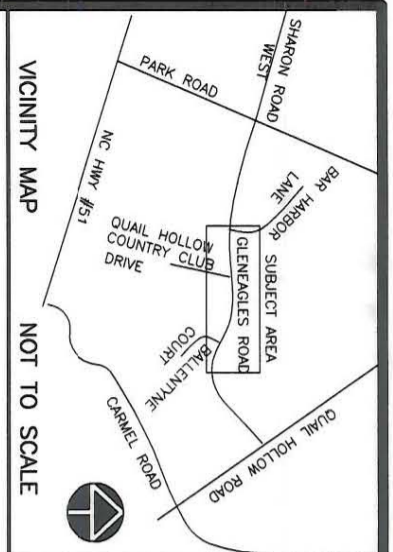 SHARON ROAD
WEST
PARK ROAD
BAR HARBOR
LANE
SUBJECT AREA
GLENEAGLES ROAD
QUAIL HOLLOW
COUNTRY CLUB
DRIVE
NC HWY #51
BALLENTYNE
COURT
QUAIL HOLLOW ROAD
CARMEL ROAD
VICINITY MAP
NOT TO SCALE